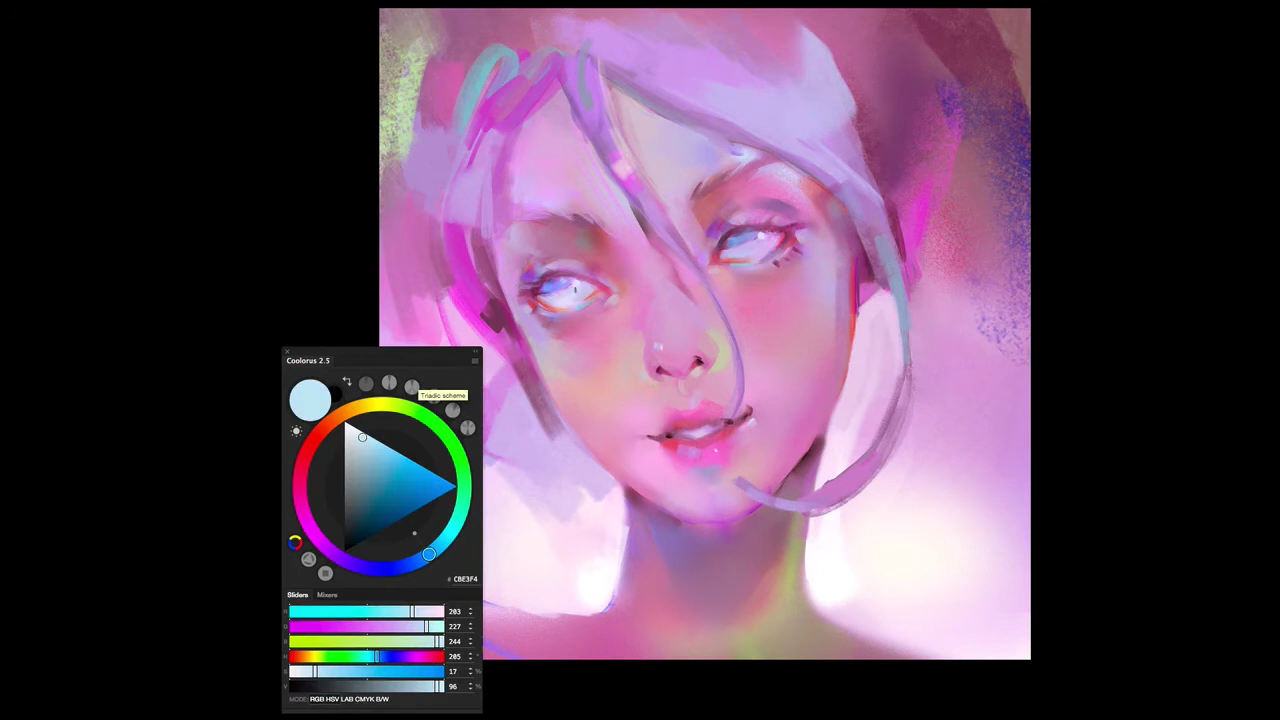 Coolorus 2.5
Triadic scheme
# CBE3F4
Sliders Mixers
R 203
G 227
B 244
H 205 °
S 17 %
V 96 %
MODE: RGB HSV LAB CMYK B/W